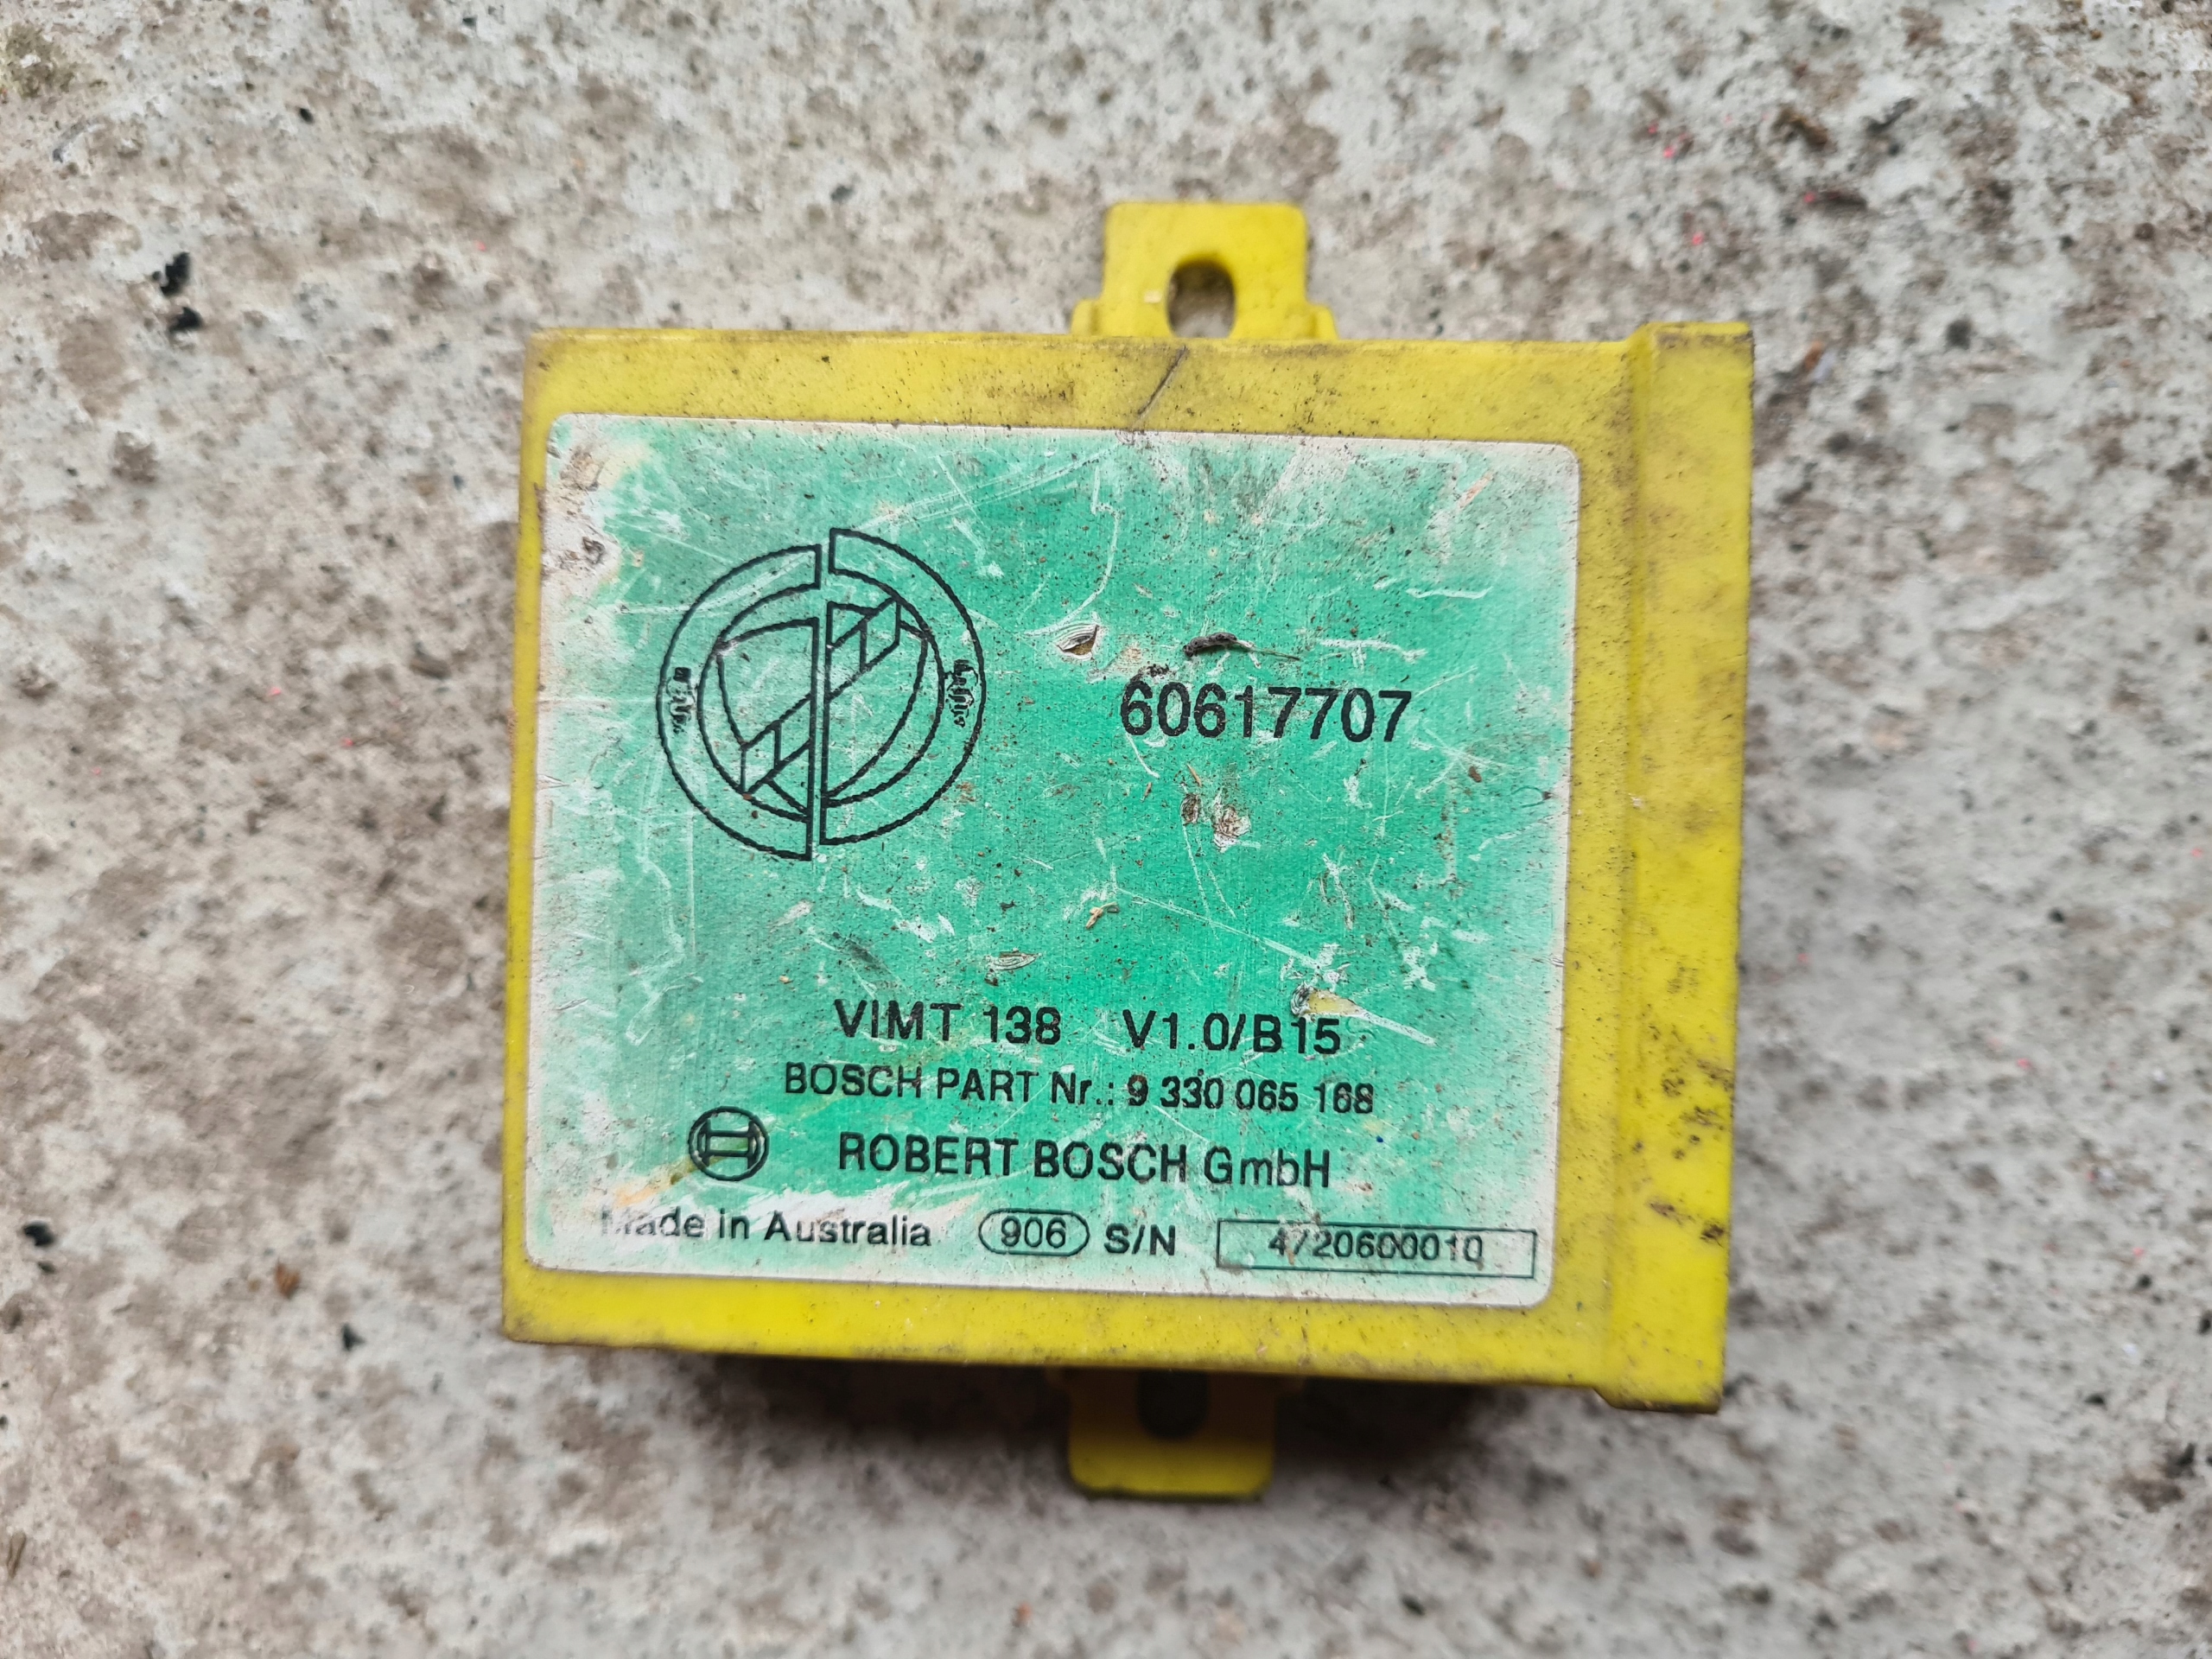 60617707
VIMT 138 V1.0/B15
BOSCH PART Nr.: 9 330 065 168
ROBERT BOSCH GmbH
Made in Australia 906 S/N 4720600010